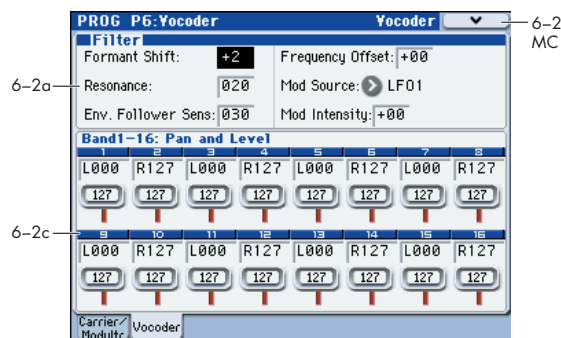 PROG P6:Vocoder Vocoder
6-2
MC
Filter
Formant Shift: +2 Frequency Offset: +00
6-2a
Resonance: 020 Mod Source: LFO1
Env. Follower Sens: 030 Mod Intensity: +00
Band1-16: Pan and Level
1 2 3 4 5 6 7 8
L000 R127 L000 R127 L000 R127 L000 R127
127 127 127 127 127 127 127 127
6-2c
9 10 11 12 13 14 15 16
L000 R127 L000 R127 L000 R127 L000 R127
127 127 127 127 127 127 127 127
Carrier/
Modultr Vocoder